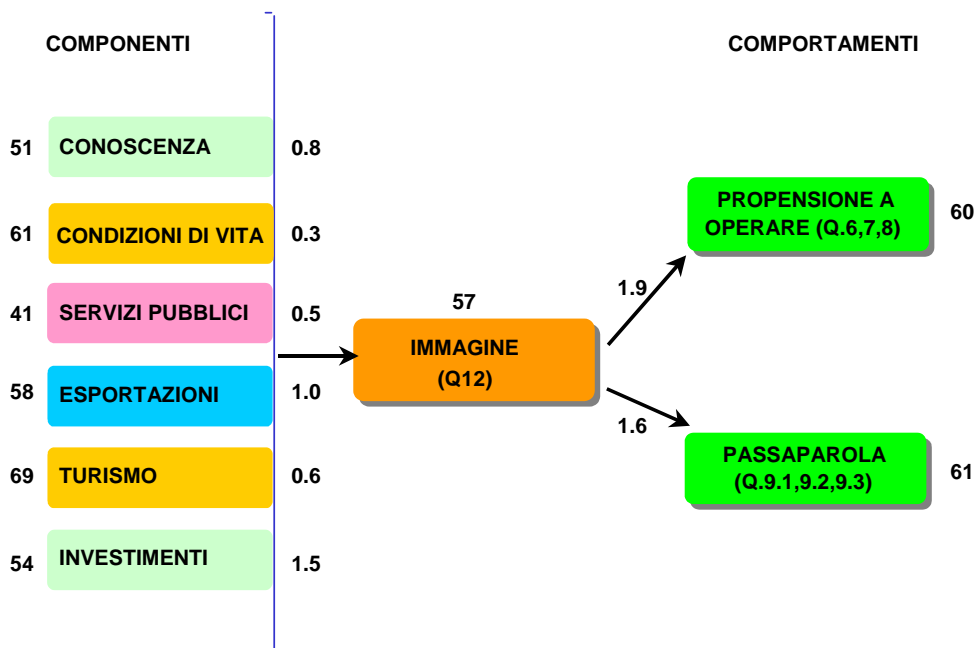 COMPONENTI
COMPORTAMENTI
51 CONOSCENZA 0.8
61 CONDIZIONI DI VITA 0.3
41 SERVIZI PUBBLICI 0.5
58 ESPORTAZIONI 1.0
69 TURISMO 0.6
54 INVESTIMENTI 1.5
57
IMMAGINE
(Q12)
1.9
1.6
PROPENSIONE A
OPERARE (Q.6,7,8)
60
PASSAPAROLA
(Q.9.1,9.2,9.3)
61